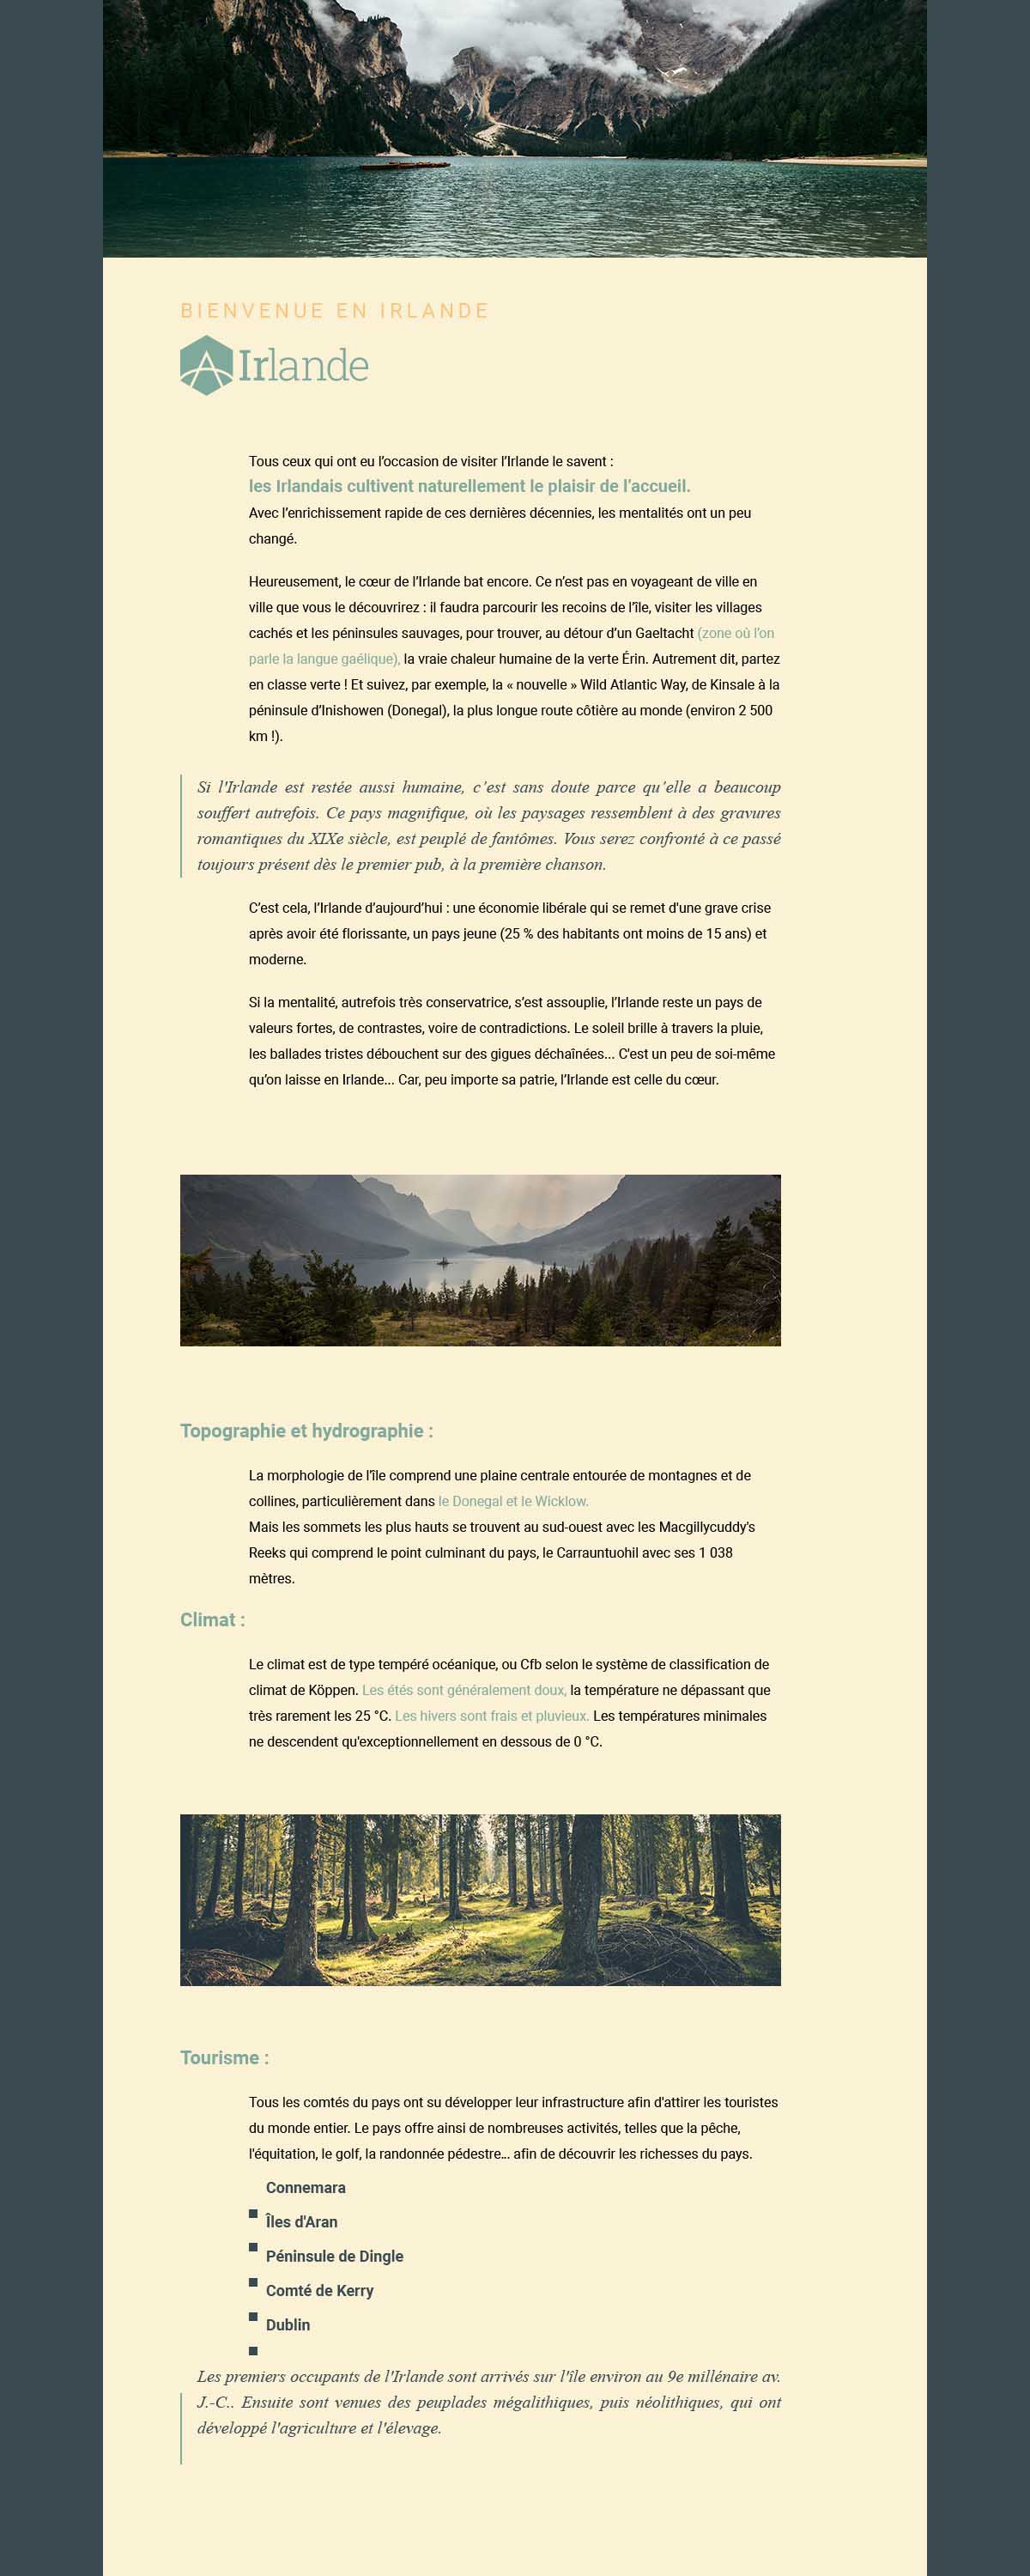 BIENVENUE EN IRLANDE
Irlande
Tous ceux qui ont eu l’occasion de visiter l’Irlande le savent :
les Irlandais cultivent naturellement le plaisir de l’accueil.
Avec l’enrichissement rapide de ces dernières décennies, les mentalités ont un peu
changé.
Heureusement, le cœur de l’Irlande bat encore. Ce n’est pas en voyageant de ville en
ville que vous le découvrirez : il faudra parcourir les recoins de l’île, visiter les villages
cachés et les péninsules sauvages, pour trouver, au détour d’un Gaeltacht (zone où l’on
parle la langue gaélique), la vraie chaleur humaine de la verte Érin. Autrement dit, partez
en classe verte ! Et suivez, par exemple, la « nouvelle » Wild Atlantic Way, de Kinsale à la
péninsule d’Inishowen (Donegal), la plus longue route côtière au monde (environ 2 500
km !).
Si l'Irlande est restée aussi humaine, c’est sans doute parce qu’elle a beaucoup
souffert autrefois. Ce pays magnifique, où les paysages ressemblent à des gravures
romantiques du XIXe siècle, est peuplé de fantômes. Vous serez confronté à ce passé
toujours présent dès le premier pub, à la première chanson.
C’est cela, l’Irlande d’aujourd’hui : une économie libérale qui se remet d'une grave crise
après avoir été florissante, un pays jeune (25 % des habitants ont moins de 15 ans) et
moderne.
Si la mentalité, autrefois très conservatrice, s’est assouplie, l’Irlande reste un pays de
valeurs fortes, de contrastes, voire de contradictions. Le soleil brille à travers la pluie,
les ballades tristes débouchent sur des gigues déchaînées... C'est un peu de soi-même
qu’on laisse en Irlande... Car, peu importe sa patrie, l’Irlande est celle du cœur.
Topographie et hydrographie :
La morphologie de l’île comprend une plaine centrale entourée de montagnes et de
collines, particulièrement dans le Donegal et le Wicklow.
Mais les sommets les plus hauts se trouvent au sud-ouest avec les Macgillycuddy's
Reeks qui comprend le point culminant du pays, le Carrauntuohil avec ses 1 038
mètres.
Climat :
Le climat est de type tempéré océanique, ou Cfb selon le système de classification de
climat de Köppen. Les étés sont généralement doux, la température ne dépassant que
très rarement les 25 °C. Les hivers sont frais et pluvieux. Les températures minimales
ne descendent qu'exceptionnellement en dessous de 0 °C.
Tourisme :
Tous les comtés du pays ont su développer leur infrastructure afin d'attirer les touristes
du monde entier. Le pays offre ainsi de nombreuses activités, telles que la pêche,
l'équitation, le golf, la randonnée pédestre... afin de découvrir les richesses du pays.
Connemara
Îles d'Aran
Péninsule de Dingle
Comté de Kerry
Dublin
Les premiers occupants de l'Irlande sont arrivés sur l'île environ au 9e millénaire av.
J.-C.. Ensuite sont venues des peuplades mégalithiques, puis néolithiques, qui ont
développé l'agriculture et l'élevage.